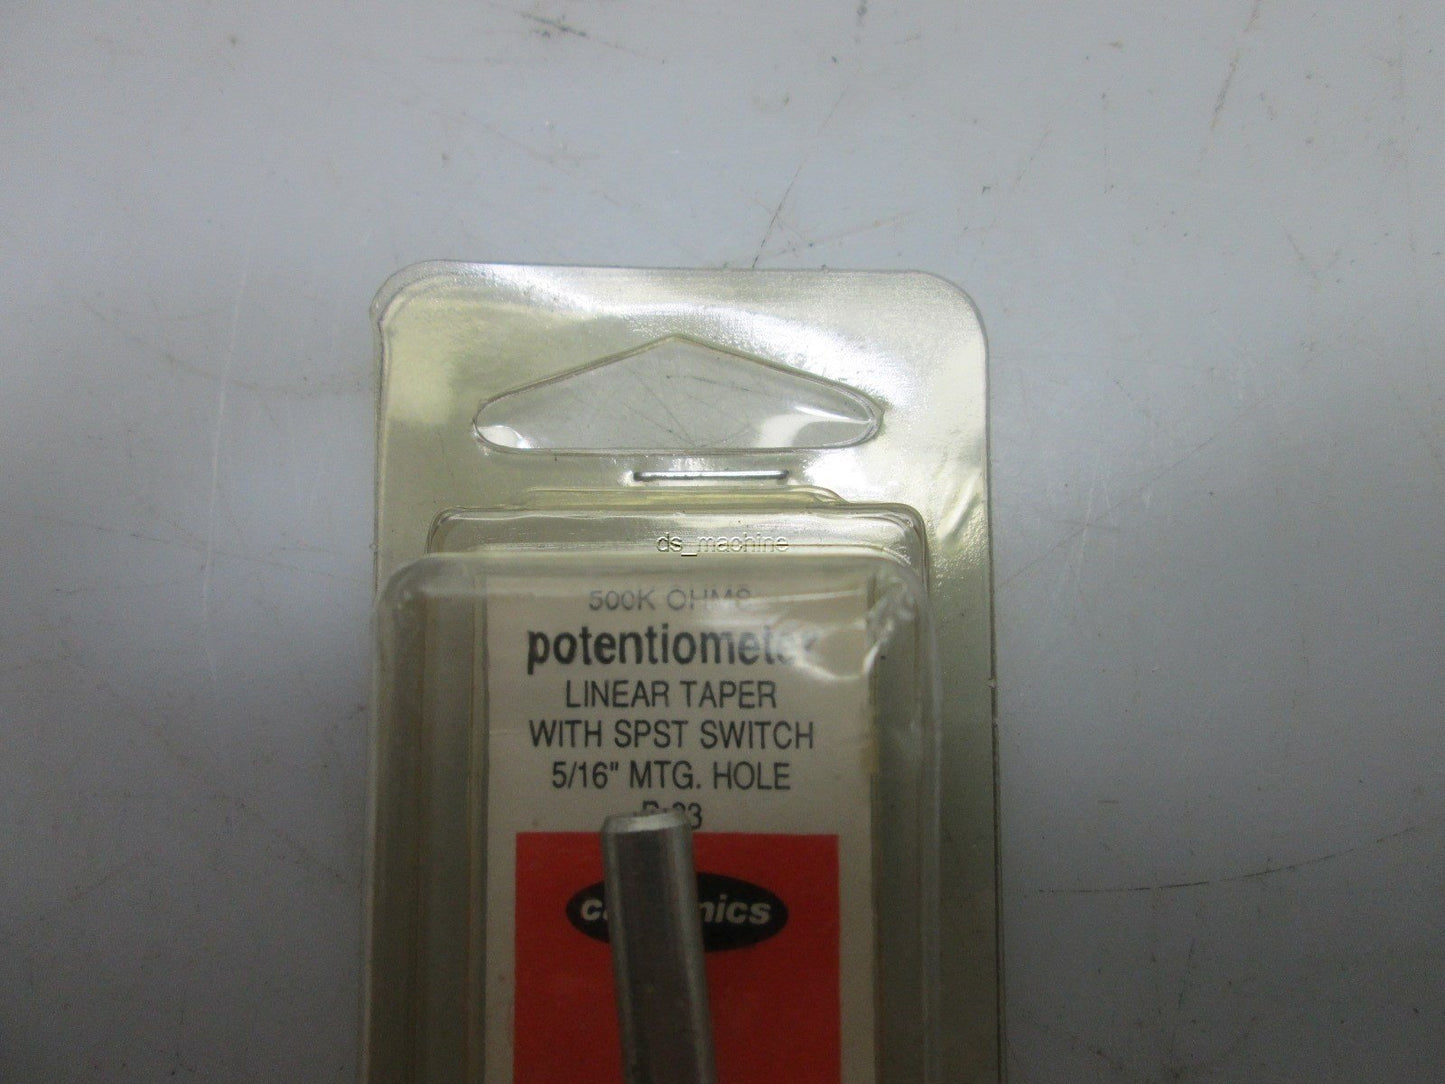 ds_machine
500K OHMS
potentiometer
LINEAR TAPER
WITH SPST SWITCH
5/16" MTG. HOLE